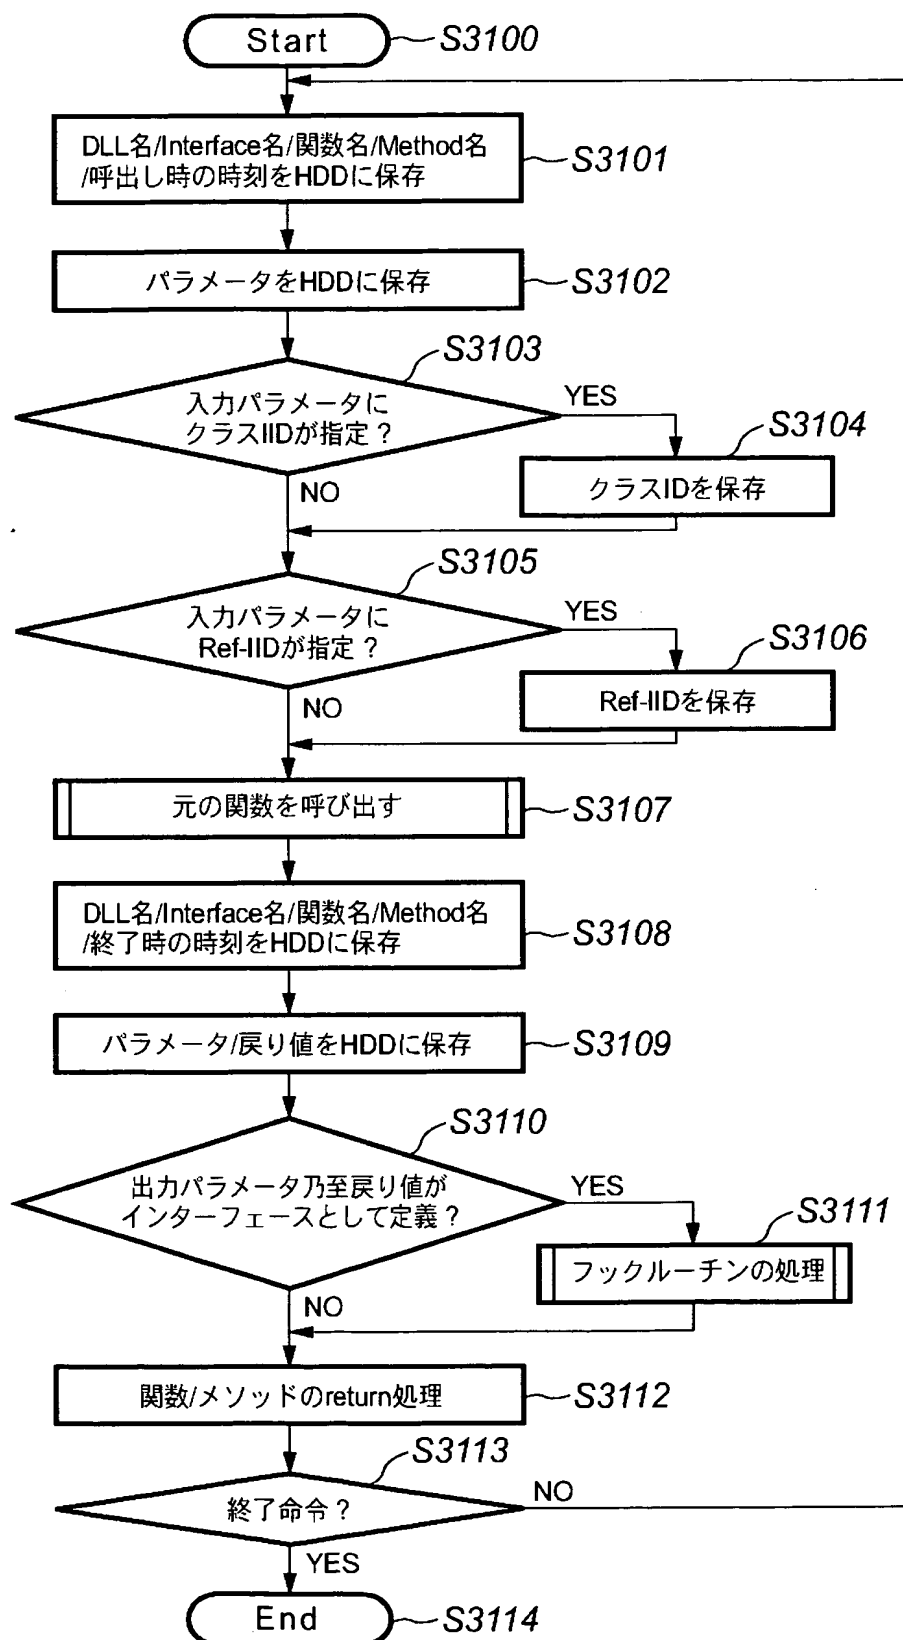 Start
S3100
DLL名/Interface名/関数名/Method名
/呼出し時の時刻をHDDに保存
S3101
パラメータをHDDに保存
S3102
S3103
入力パラメータに
クラスIIDが指定？
YES
NO
S3104
クラスIDを保存
S3105
入力パラメータに
Ref-IIDが指定？
YES
NO
S3106
Ref-IIDを保存
元の関数を呼び出す
S3107
DLL名/Interface名/関数名/Method名
/終了時の時刻をHDDに保存
S3108
パラメータ/戻り値をHDDに保存
S3109
S3110
出力パラメータ乃至戻り値が
インターフェースとして定義？
YES
NO
S3111
フックルーチンの処理
関数/メソッドのreturn処理
S3112
S3113
終了命令？
NO
YES
End
S3114